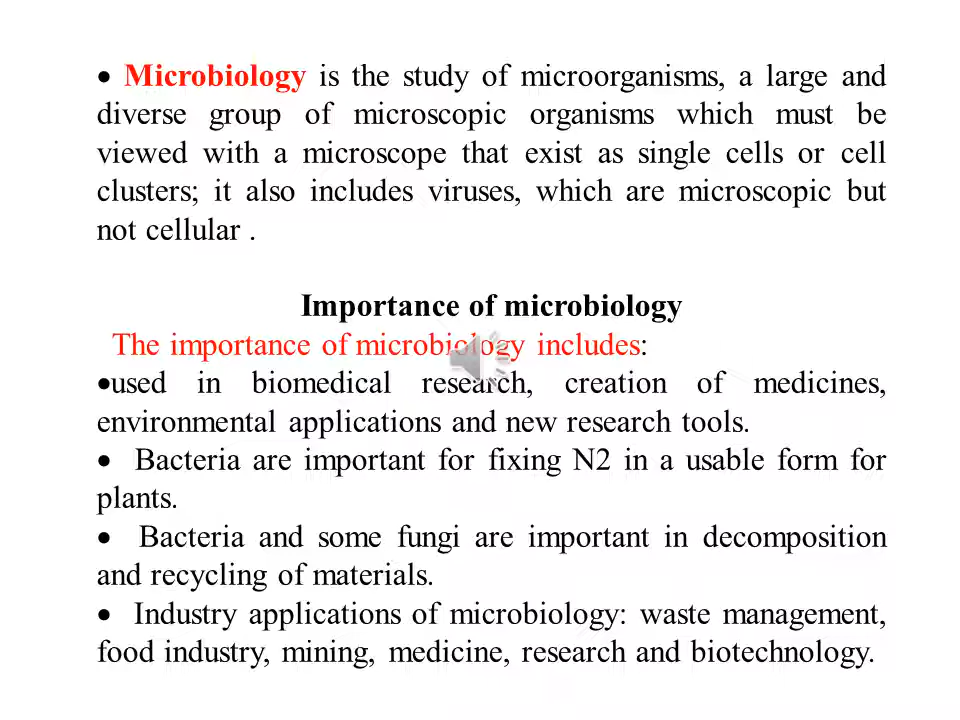 • Microbiology is the study of microorganisms, a large and
diverse group of microscopic organisms which must be
viewed with a microscope that exist as single cells or cell
clusters; it also includes viruses, which are microscopic but
not cellular .
Importance of microbiology
The importance of microbiology includes:
•used in biomedical research, creation of medicines,
environmental applications and new research tools.
• Bacteria are important for fixing N2 in a usable form for
plants.
• Bacteria and some fungi are important in decomposition
and recycling of materials.
• Industry applications of microbiology: waste management,
food industry, mining, medicine, research and biotechnology.